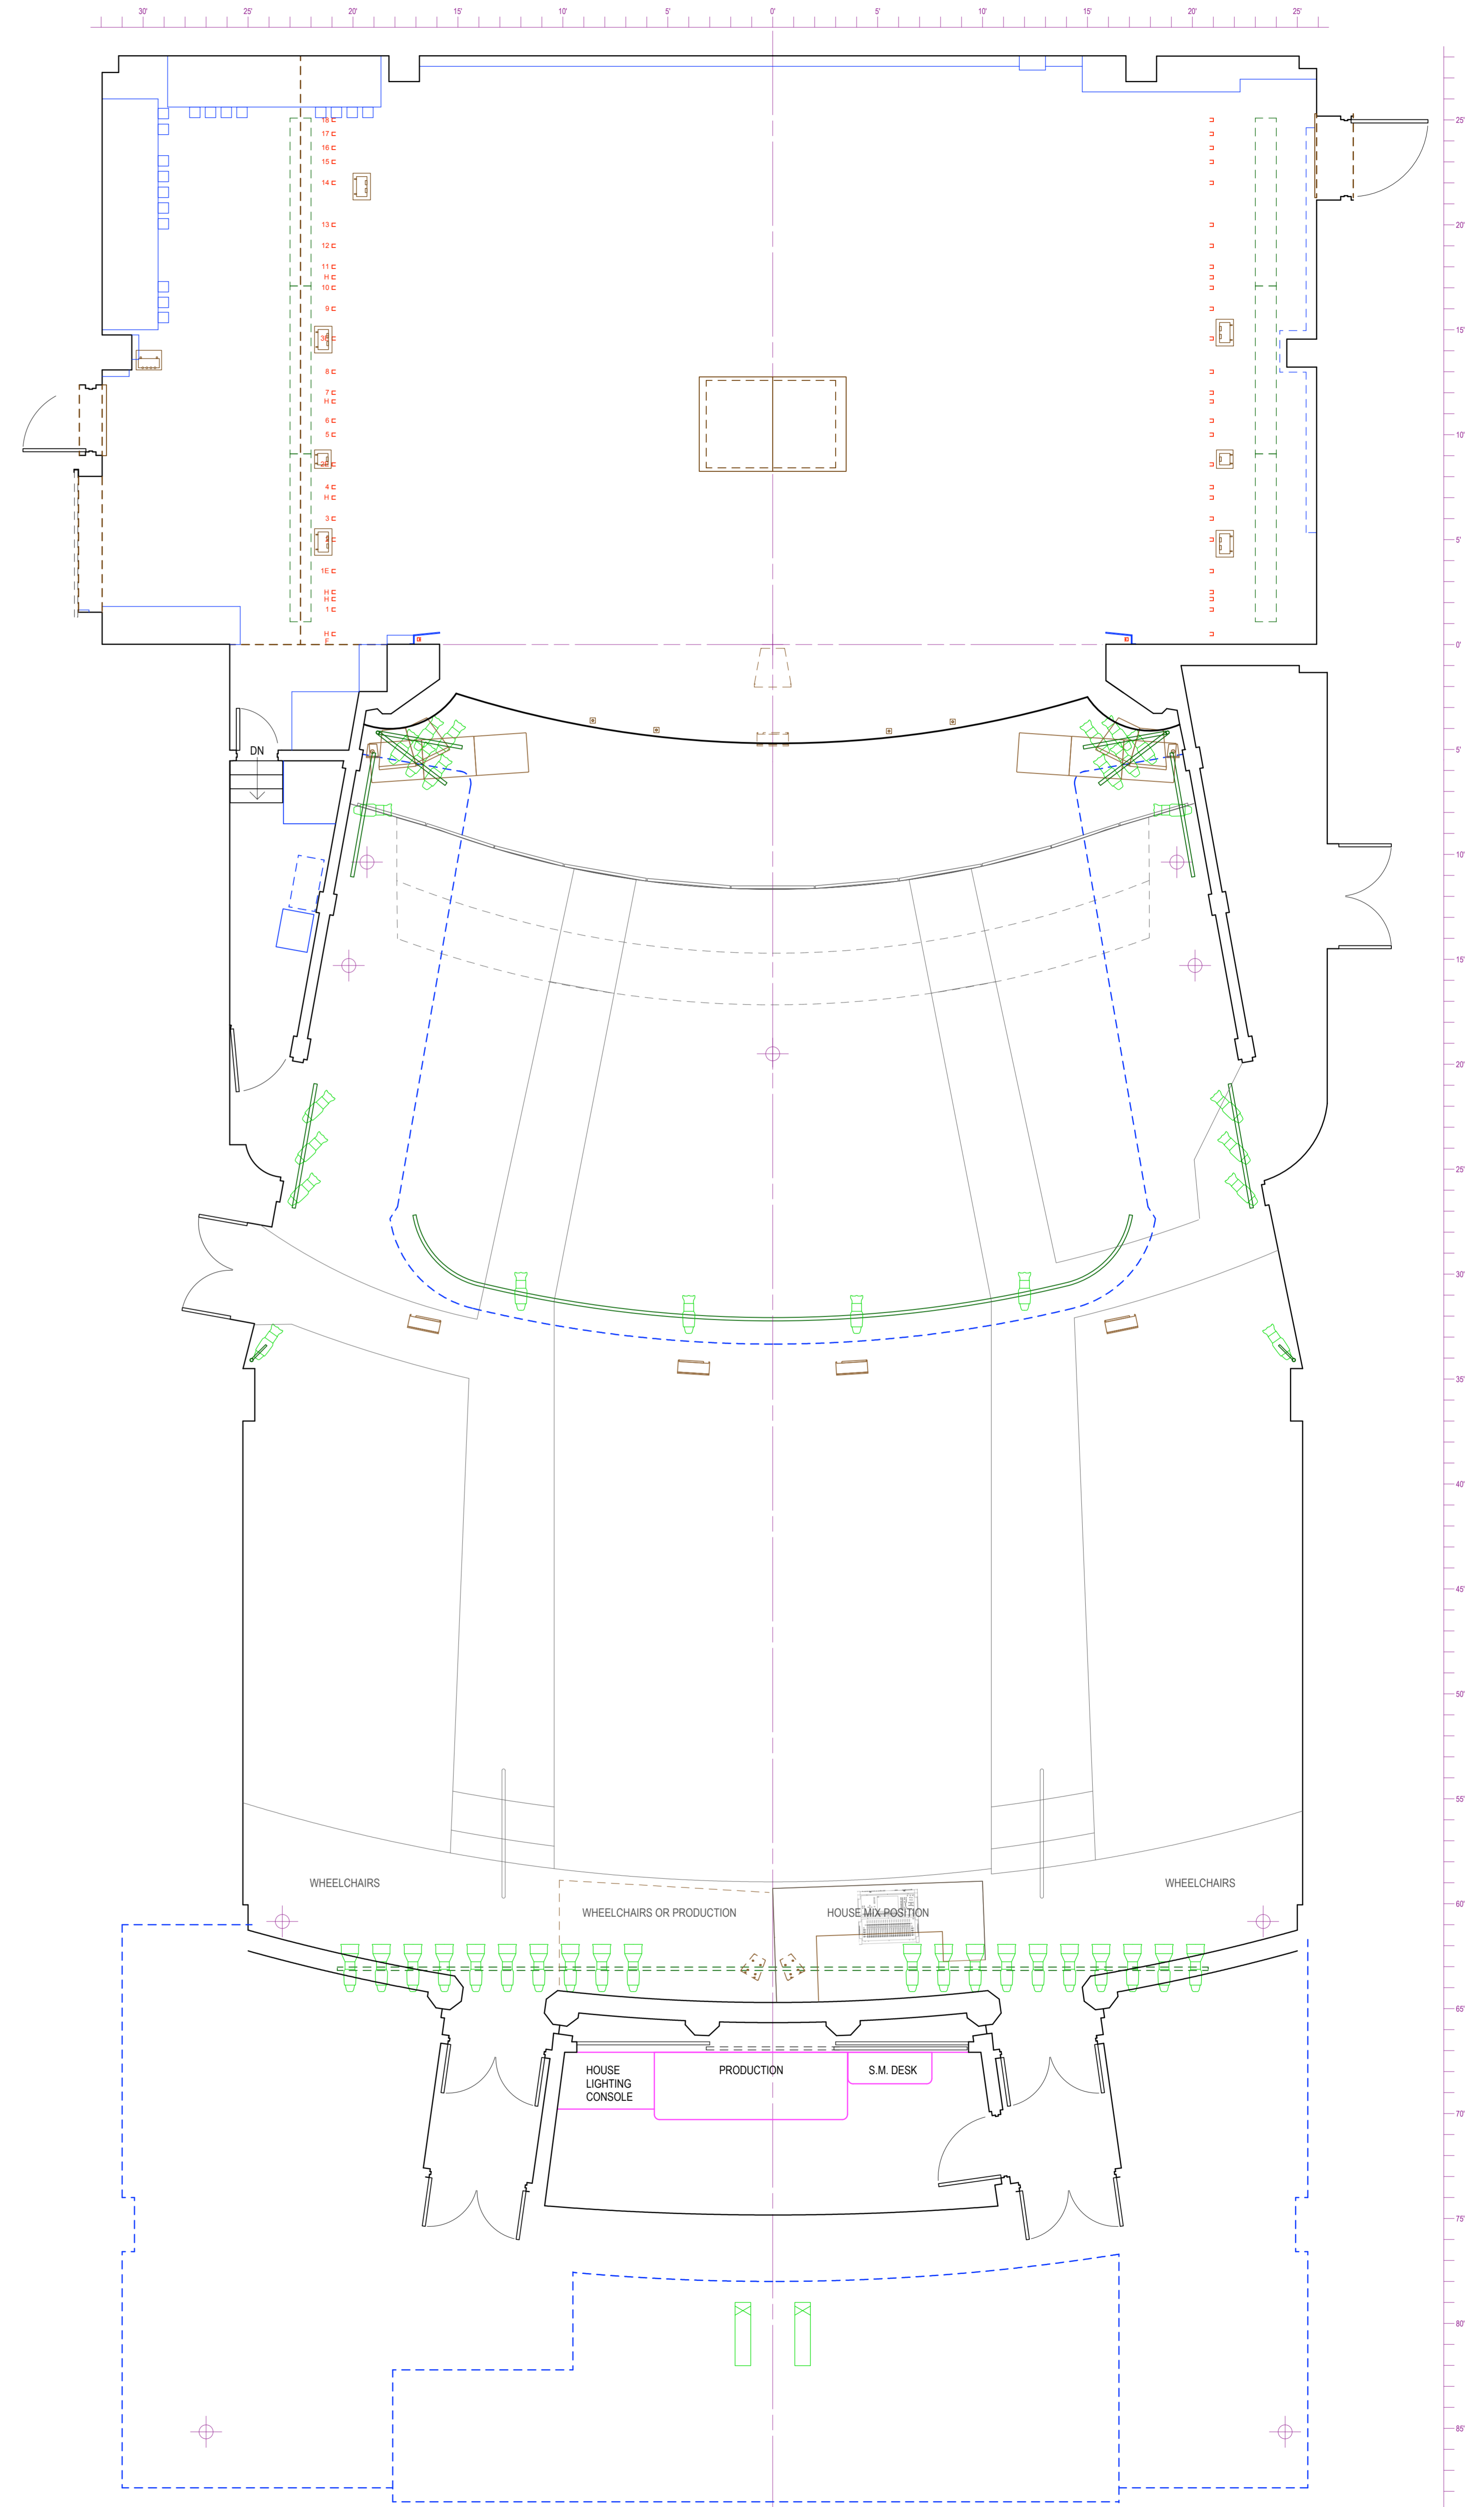 30' 25' 20' 15' 10' 5' 0' 5' 10' 15' 20' 25'
18
25'
17
16
15
14
13
20'
12
11
H
10
9
15'
8
7
H
6
5
10'
4
H
3
5'
1E
H
H
1
H
F
0'
DN
5'
10'
15'
20'
25'
30'
35'
40'
45'
50'
55'
WHEELCHAIRS
WHEELCHAIRS
60'
WHEELCHAIRS OR PRODUCTION
HOUSE MIX POSITION
65'
HOUSE
LIGHTING
CONSOLE
PRODUCTION
S.M. DESK
70'
75'
80'
85'